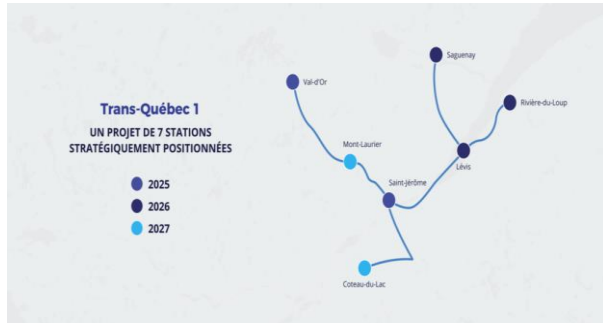 Trans-Québec 1
UN PROJET DE 7 STATIONS
STRATÉGIQUEMENT POSITIONNÉES
2025
2026
2027
Saguenay
Val-d'Or
Rivière-du-Loup
Mont-Laurier
Lévis
Saint-Jérôme
Coteau-du-Lac